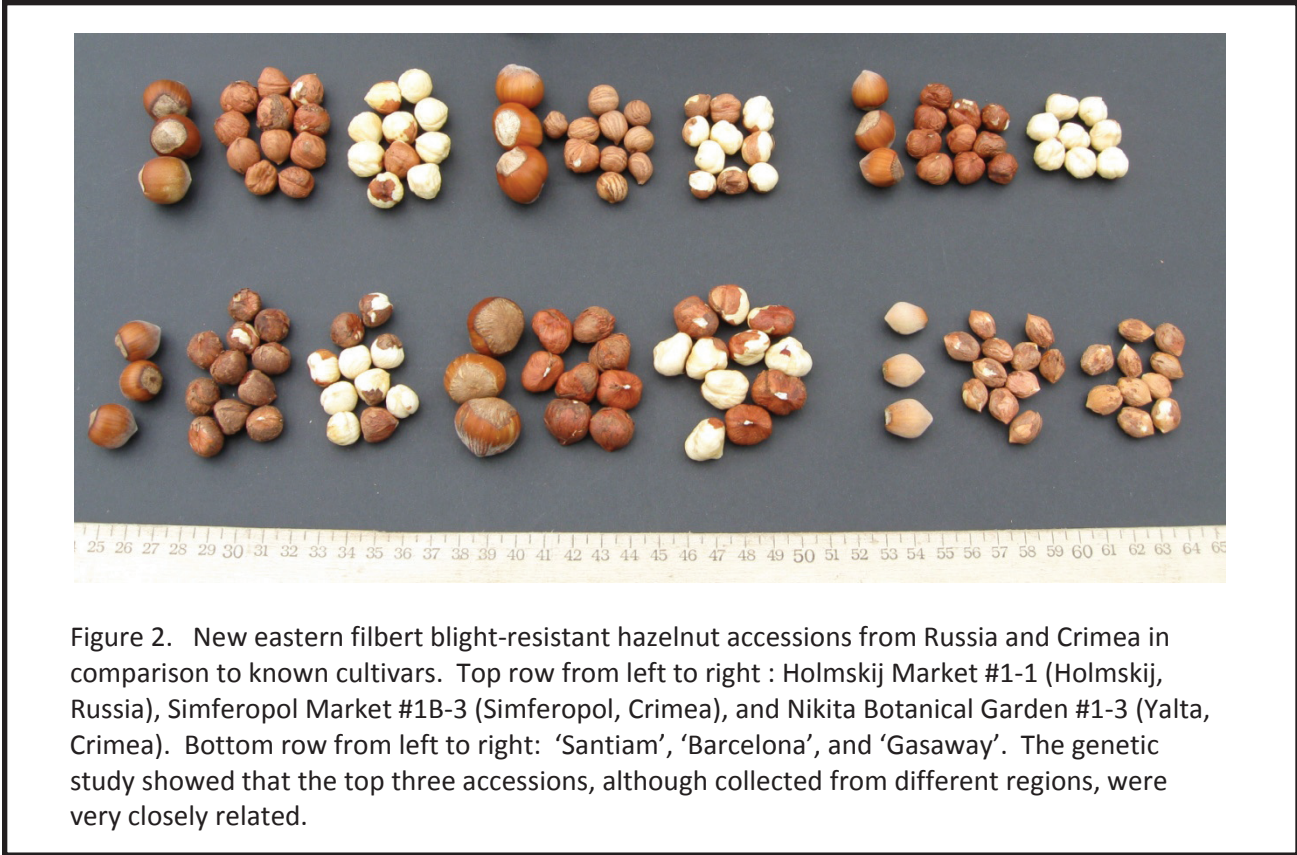 25 26 27 28 29 30 31 32 33 34 35 36 37 38 39 40 41 42 43 44 45 46 47 48 49 50 51 52 53 54 55 56 57 58 59 60 61 62 63 64 65
Figure 2. New eastern filbert blight-resistant hazelnut accessions from Russia and Crimea in
comparison to known cultivars. Top row from left to right : Holmskij Market #1-1 (Holmskij,
Russia), Simferopol Market #1B-3 (Simferopol, Crimea), and Nikita Botanical Garden #1-3 (Yalta,
Crimea). Bottom row from left to right: ‘Santiam’, ‘Barcelona’, and ‘Gasaway’. The genetic
study showed that the top three accessions, although collected from different regions, were
very closely related.